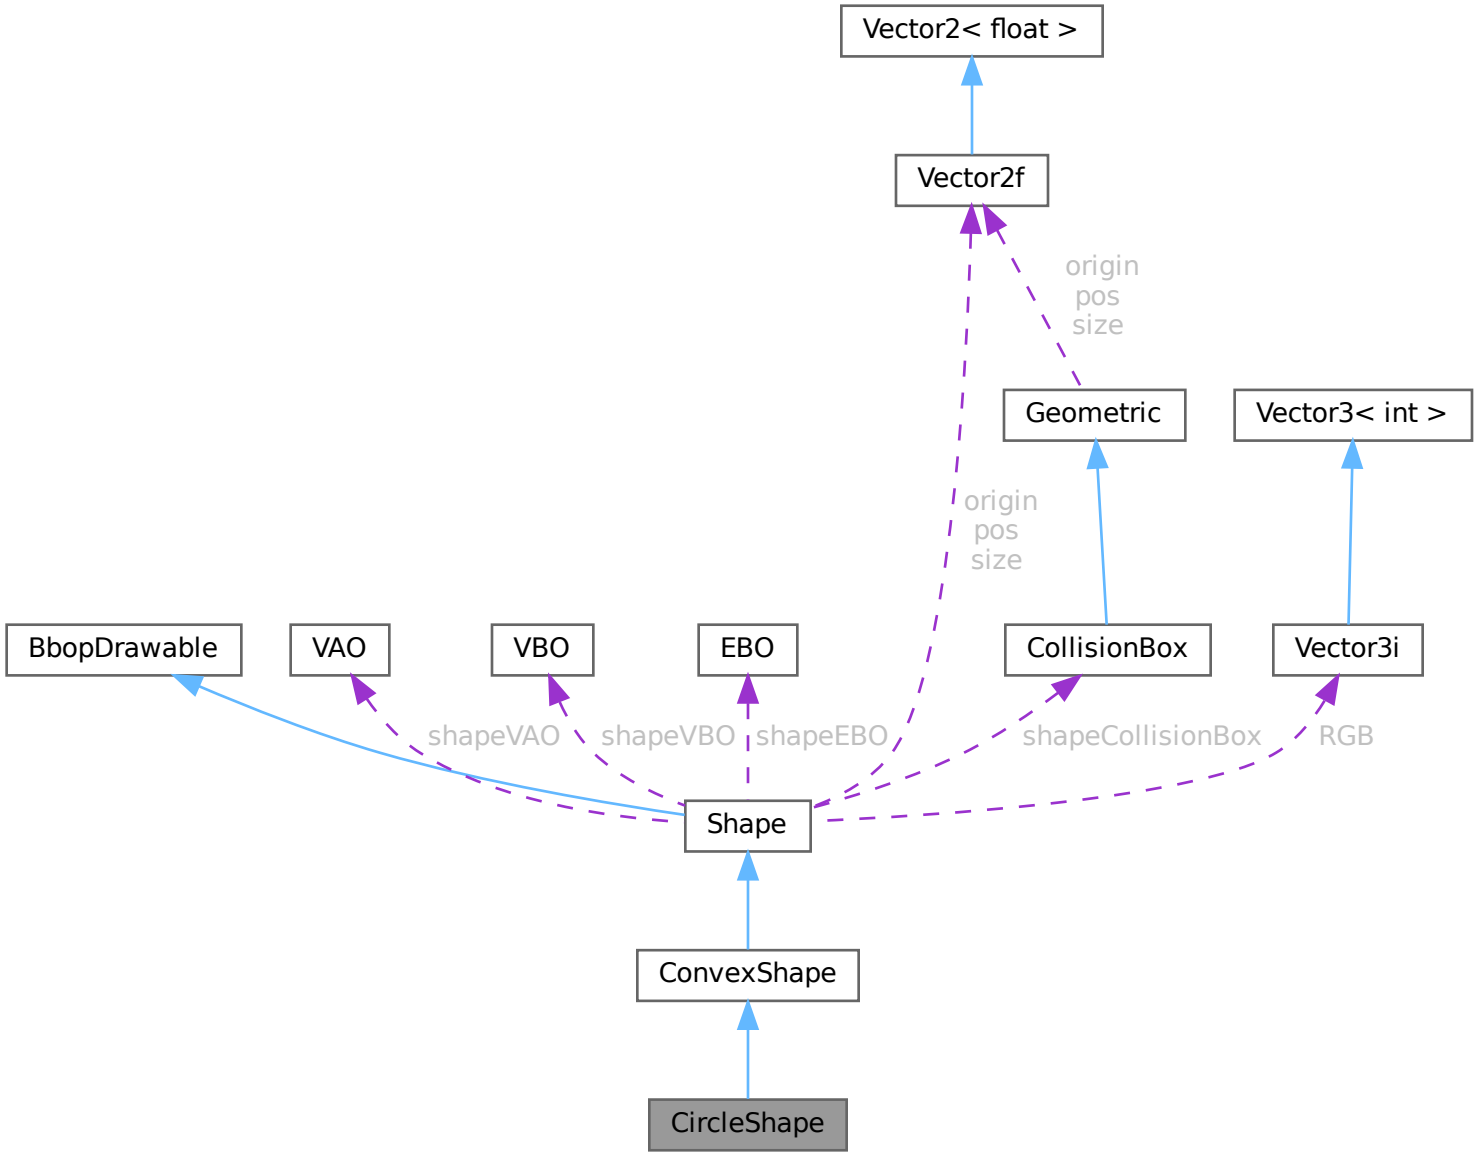 Vector2< float >
Vector2f
origin
pos
size
Geometric
Vector3< int >
origin
pos
size
BbopDrawable
VAO
VBO
EBO
CollisionBox
Vector3i
shapeVAO
shapeVBO
shapeEBO
shapeCollisionBox
RGB
Shape
ConvexShape
CircleShape